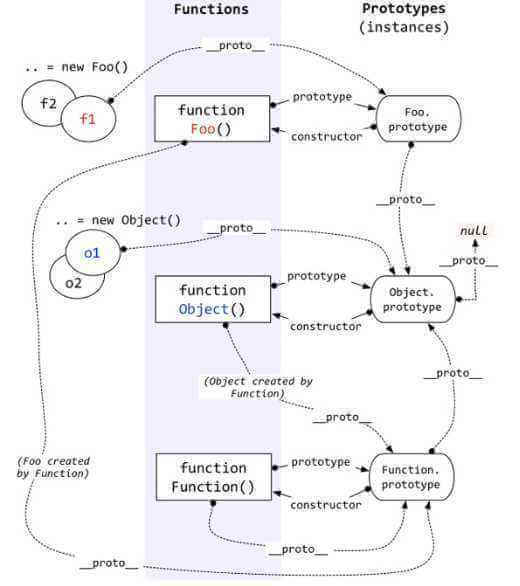 Functions
Prototypes
(instances)
__proto__
.. = new Foo()
f2
f1
function
Foo()
prototype
constructor
Foo.
prototype
__proto__
.. = new Object()
o1
o2
__proto__
null
__proto__
function
Object()
prototype
constructor
Object.
prototype
(Object created by
Function)
__proto__
__proto__
(Foo created
by Function)
function
Function()
prototype
constructor
Function.
prototype
__proto__
__proto__